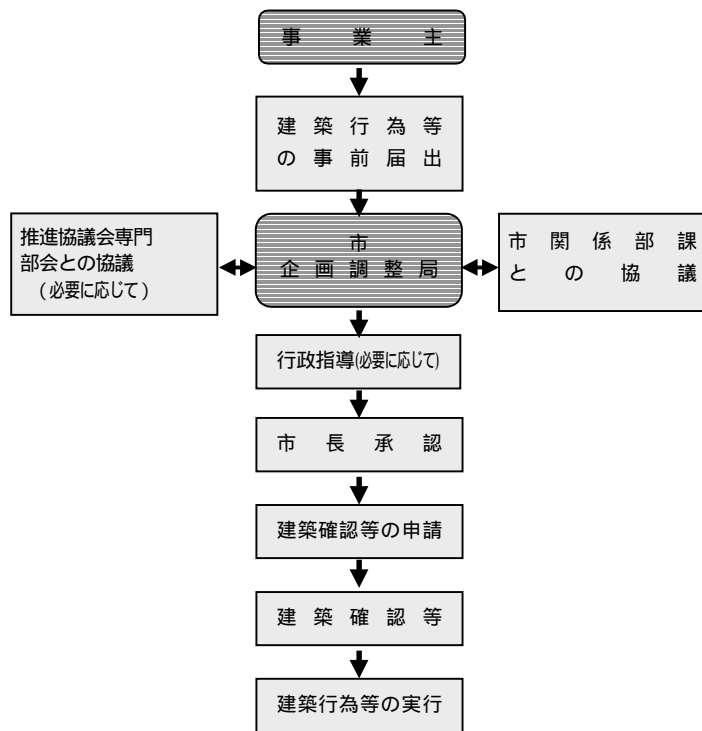 事業主
建築行為等
の事前届出
推進協議会専門
部会との協議
(必要に応じて)
市
企画調整局
市関係部課
との協議
行政指導(必要に応じて)
市長承認
建築確認等の申請
建築確認等
建築行為等の実行